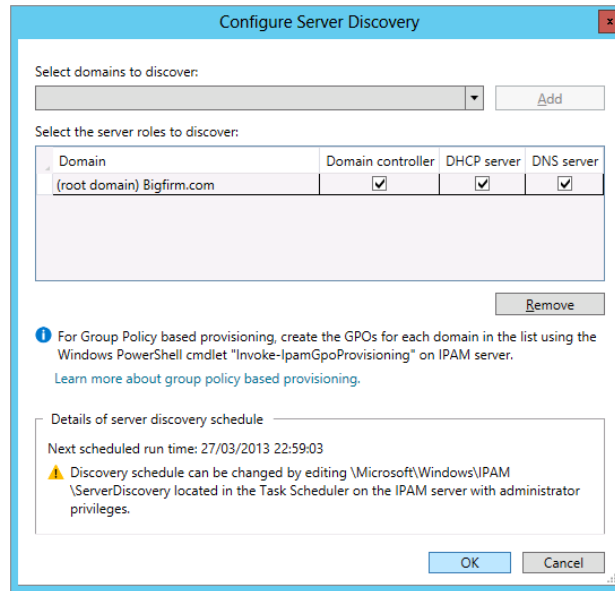 Configure Server Discovery
x
Select domains to discover:
Add
Select the server roles to discover:
Domain Domain controller DHCP server DNS server
(root domain) Bigfirm.com
Remove
For Group Policy based provisioning, create the GPOs for each domain in the list using the
Windows PowerShell cmdlet "Invoke-IpamGpoProvisioning" on IPAM server.
Learn more about group policy based provisioning.
Details of server discovery schedule
Next scheduled run time: 27/03/2013 22:59:03
Discovery schedule can be changed by editing \Microsoft\Windows\IPAM
\ServerDiscovery located in the Task Scheduler on the IPAM server with administrator
privileges.
OK Cancel